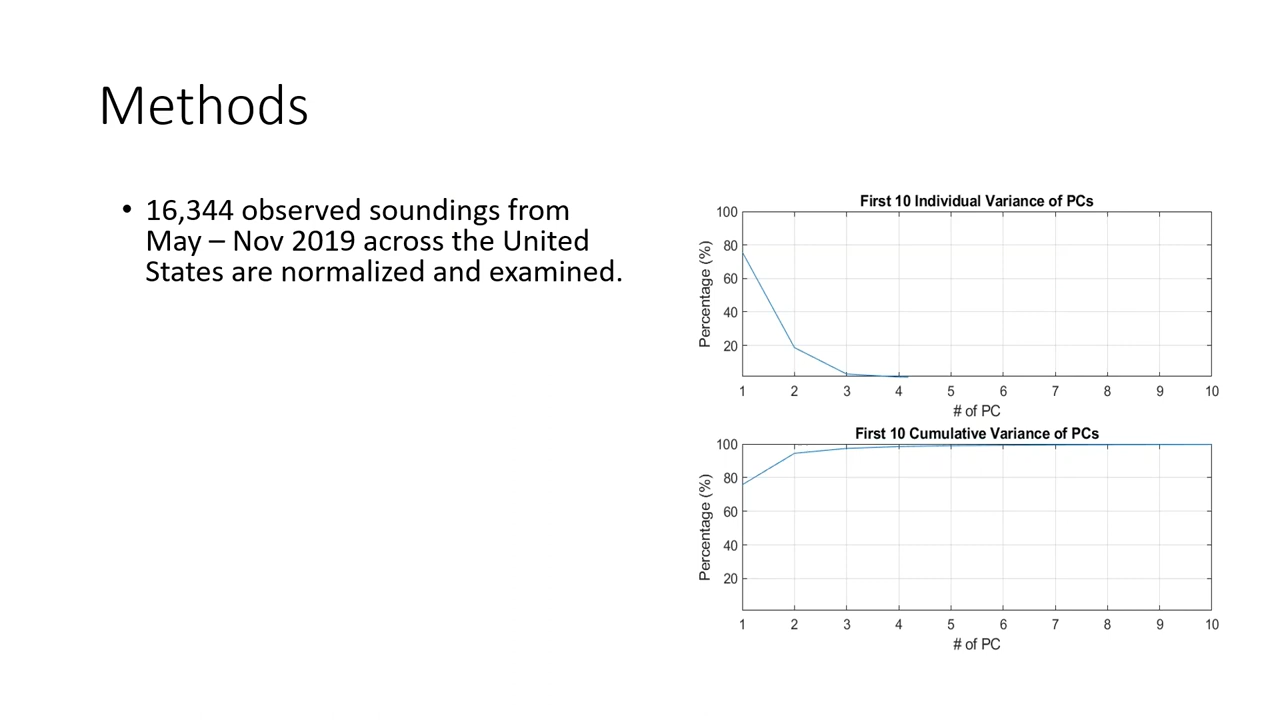 Methods
• 16,344 observed soundings from
May – Nov 2019 across the United
States are normalized and examined.
First 10 Individual Variance of PCs
Percentage (%)
100
80
60
40
20
1 2 3 4 5 6 7 8 9 10
# of PC
First 10 Cumulative Variance of PCs
Percentage (%)
100
80
60
40
20
1 2 3 4 5 6 7 8 9 10
# of PC